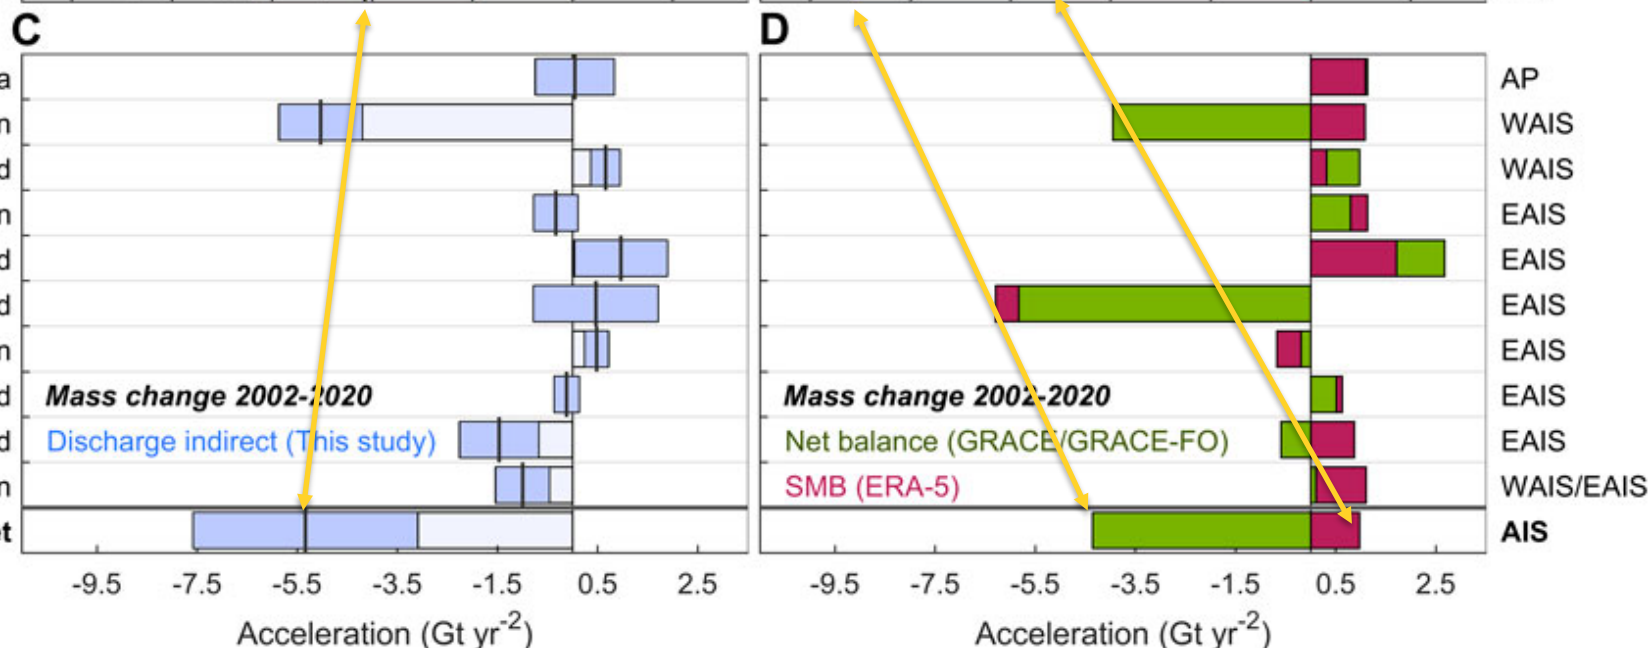 C
D
a
n
d
n
d
d
n
d
d
n
t
AP
WAIS
WAIS
EAIS
EAIS
EAIS
EAIS
EAIS
EAIS
WAIS/EAIS
AIS
Mass change 2002-2020
Discharge indirect (This study)
-9.5 -7.5 -5.5 -3.5 -1.5 0.5 2.5
Acceleration (Gt yr⁻²)
Mass change 2002-2020
Net balance (GRACE/GRACE-FO)
SMB (ERA-5)
-9.5 -7.5 -5.5 -3.5 -1.5 0.5 2.5
Acceleration (Gt yr⁻²)